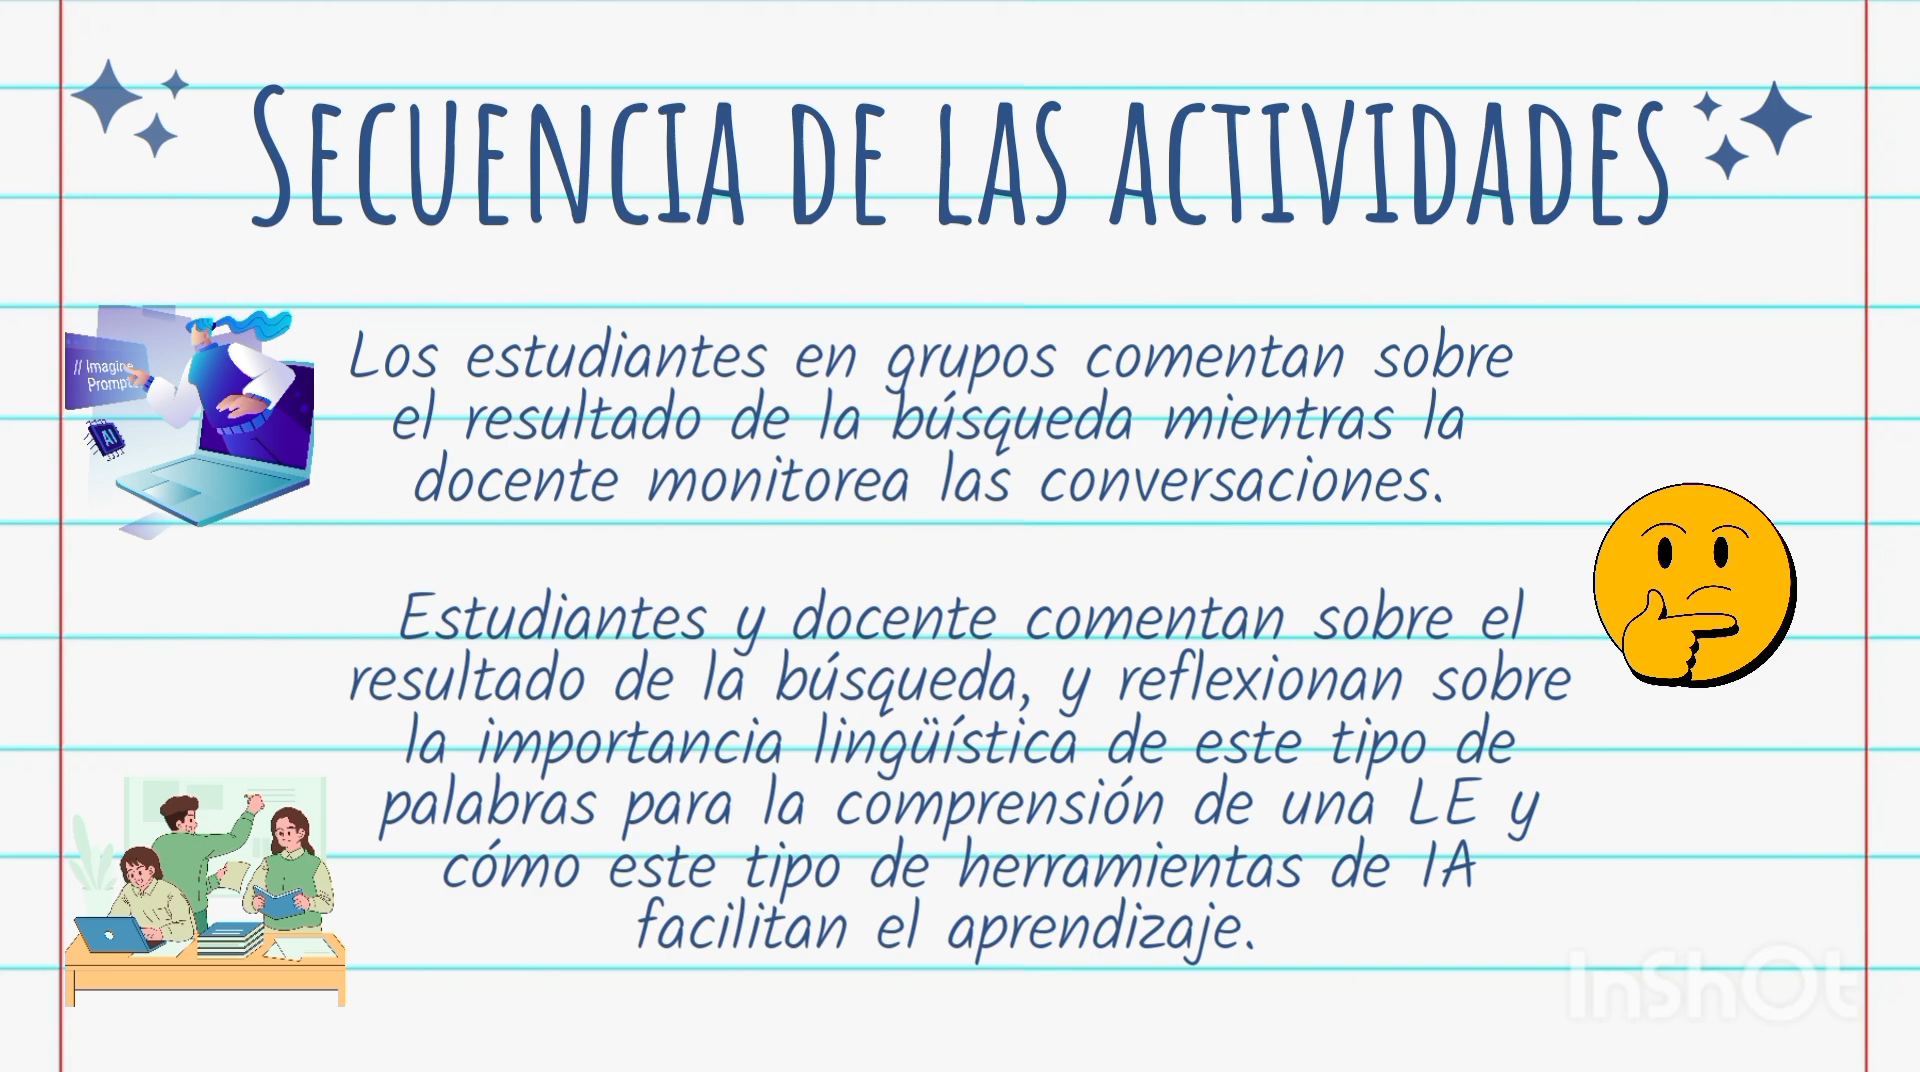 Secuencia de las actividades
// Imagine
Prompt
AI
Los estudiantes en grupos comentan sobre
el resultado de la búsqueda mientras la
docente monitorea las conversaciones.
Estudiantes y docente comentan sobre el
resultado de la búsqueda, y reflexionan sobre
la importancia lingüística de este tipo de
palabras para la comprensión de una LE y
cómo este tipo de herramientas de IA
facilitan el aprendizaje.
InShOt